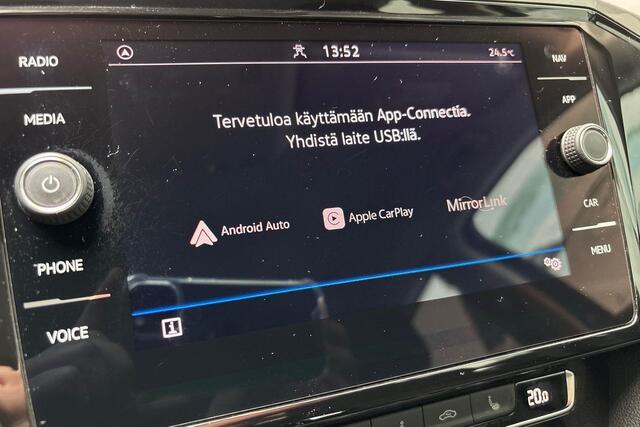 13:52
24.5°C
RADIO
MEDIA
PHONE
VOICE
Tervetuloa käyttämään App-Connectia.
Yhdistä laite USB:llä.
Android Auto
Apple CarPlay
MirrorLink
NAV
APP
CAR
MENU
20.0